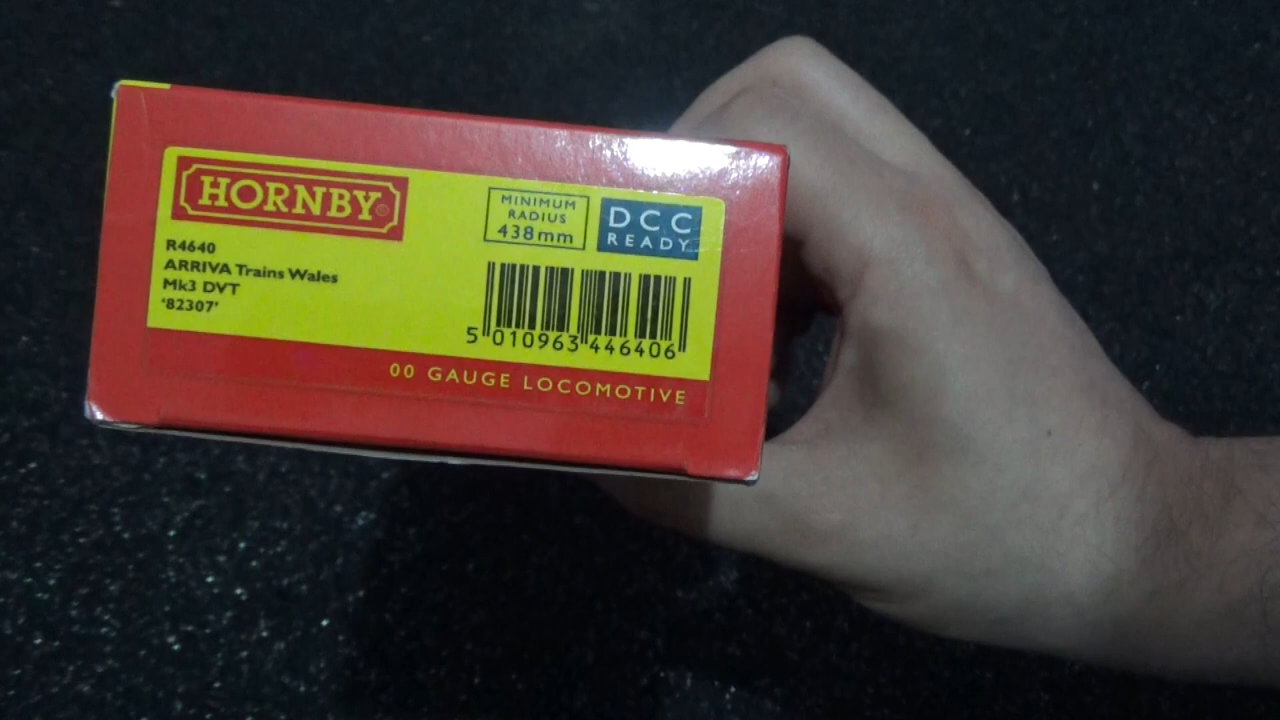 HORNBY
MINIMUM
RADIUS
438mm
DCC
READY
R4640
ARRIVA Trains Wales
Mk3 DVT
'82307'
5 010963 446406
00 GAUGE LOCOMOTIVE